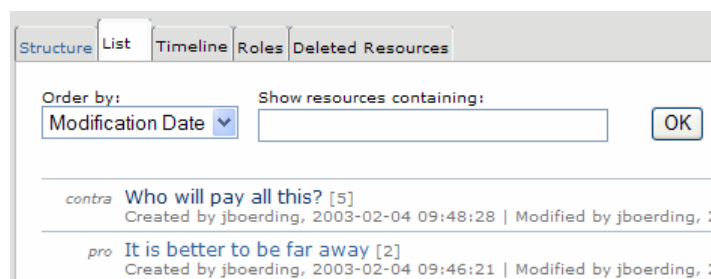 Structure List Timeline Roles Deleted Resources
Order by: Show resources containing:
Modification Date OK
contra Who will pay all this? [5]
Created by jboerding, 2003-02-04 09:48:28 | Modified by jboerding,
pro It is better to be far away [2]
Created by jboerding, 2003-02-04 09:46:21 | Modified by jboerding,